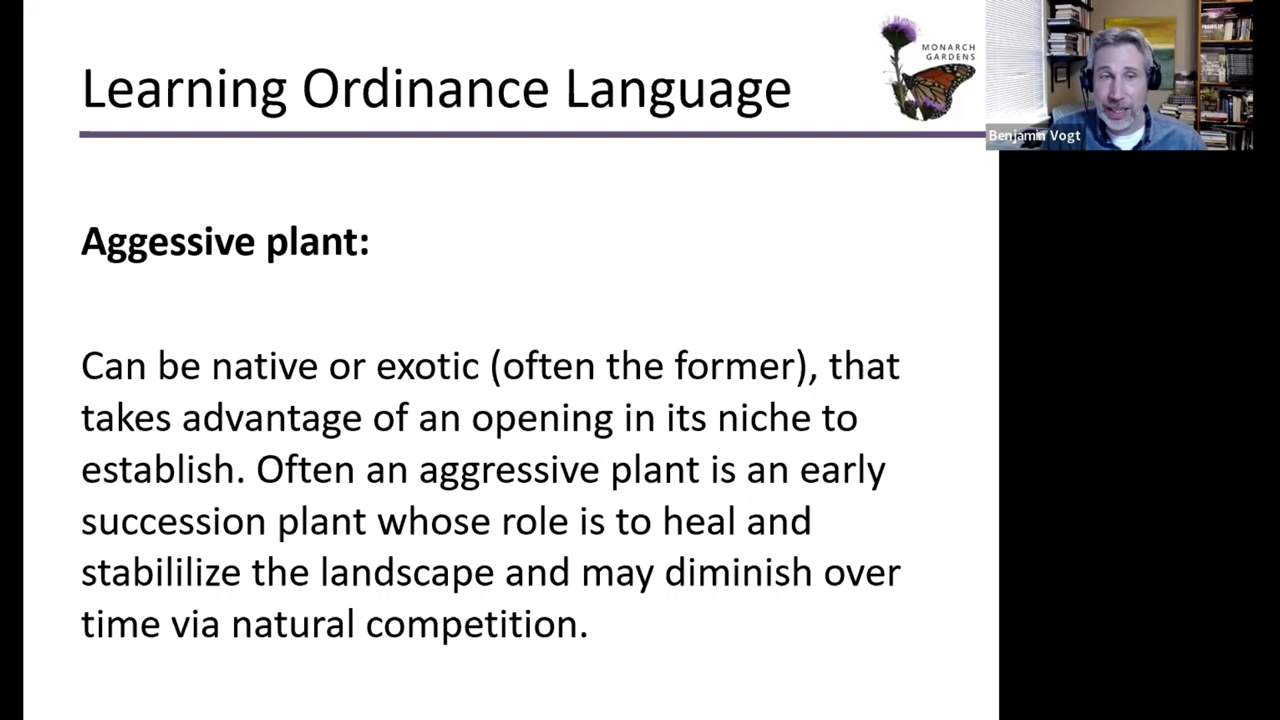 Learning Ordinance Language
MONARCH
GARDENS
Benjamin Vogt
Aggessive plant:
Can be native or exotic (often the former), that
takes advantage of an opening in its niche to
establish. Often an aggressive plant is an early
succession plant whose role is to heal and
stabililize the landscape and may diminish over
time via natural competition.